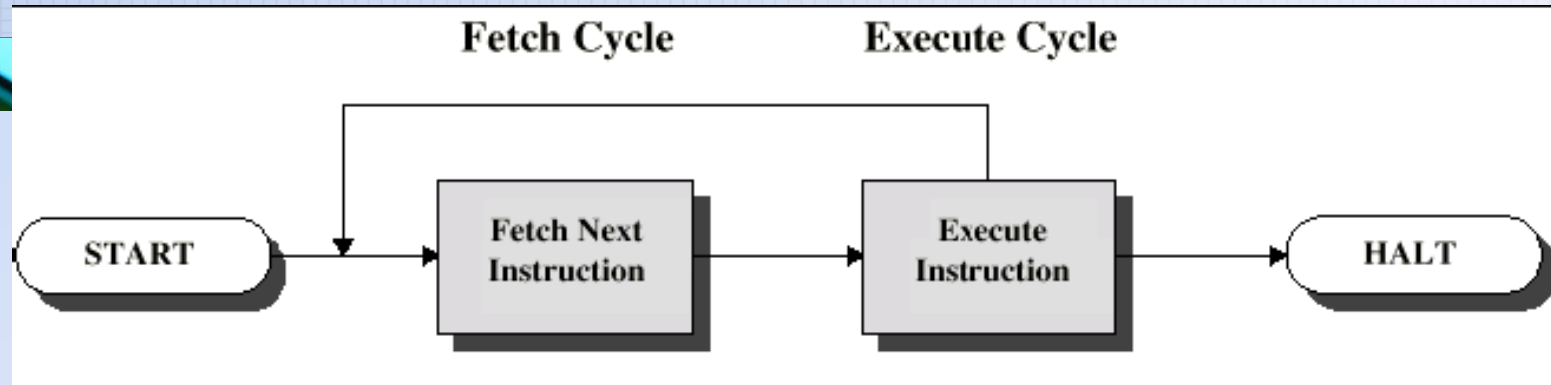 Fetch Cycle
Execute Cycle
START
Fetch Next
Instruction
Execute
Instruction
HALT